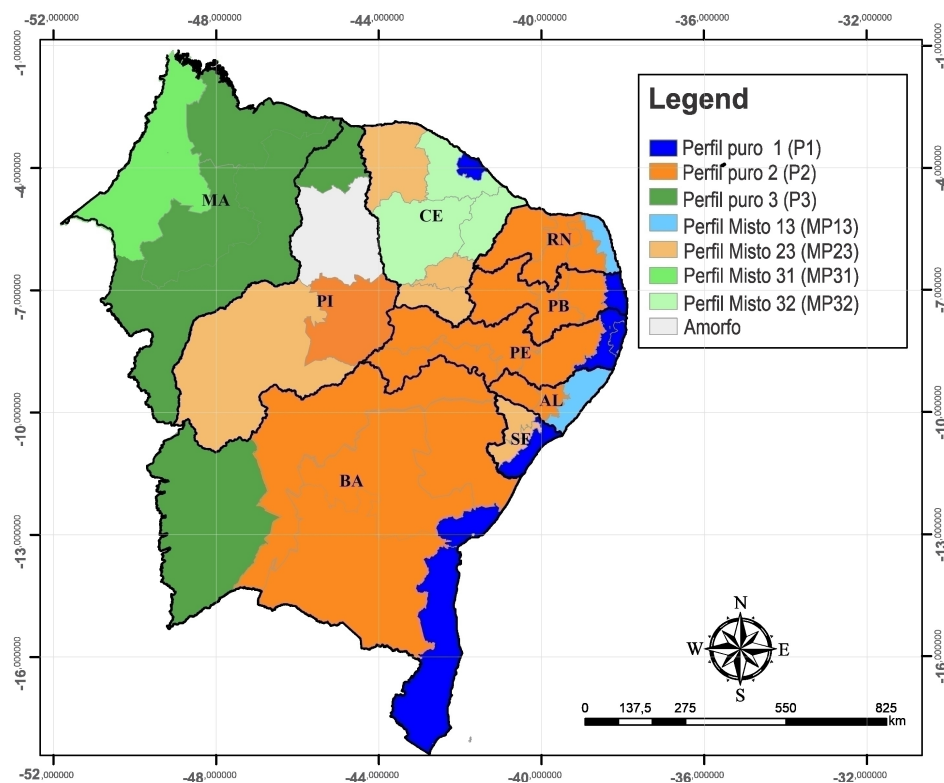 -52,000000 -48,000000 -44,000000 -40,000000 -36,000000 -32,000000
-1,000000 -1,000000
Legend
Perfil puro 1 (P1)
Perfil puro 2 (P2)
Perfil puro 3 (P3)
Perfil Misto 13 (MP13)
Perfil Misto 23 (MP23)
Perfil Misto 31 (MP31)
Perfil Misto 32 (MP32)
Amorfo
-4,000000 -4,000000
MA
CE
RN
-7,000000 -7,000000
PI
PB
PE
AL
-10,000000 -10,000000
SE
BA
-13,000000 -13,000000
N
W E
S
-16,000000 -16,000000
0 137,5 275 550 825
km
-52,000000 -48,000000 -44,000000 -40,000000 -36,000000 -32,000000